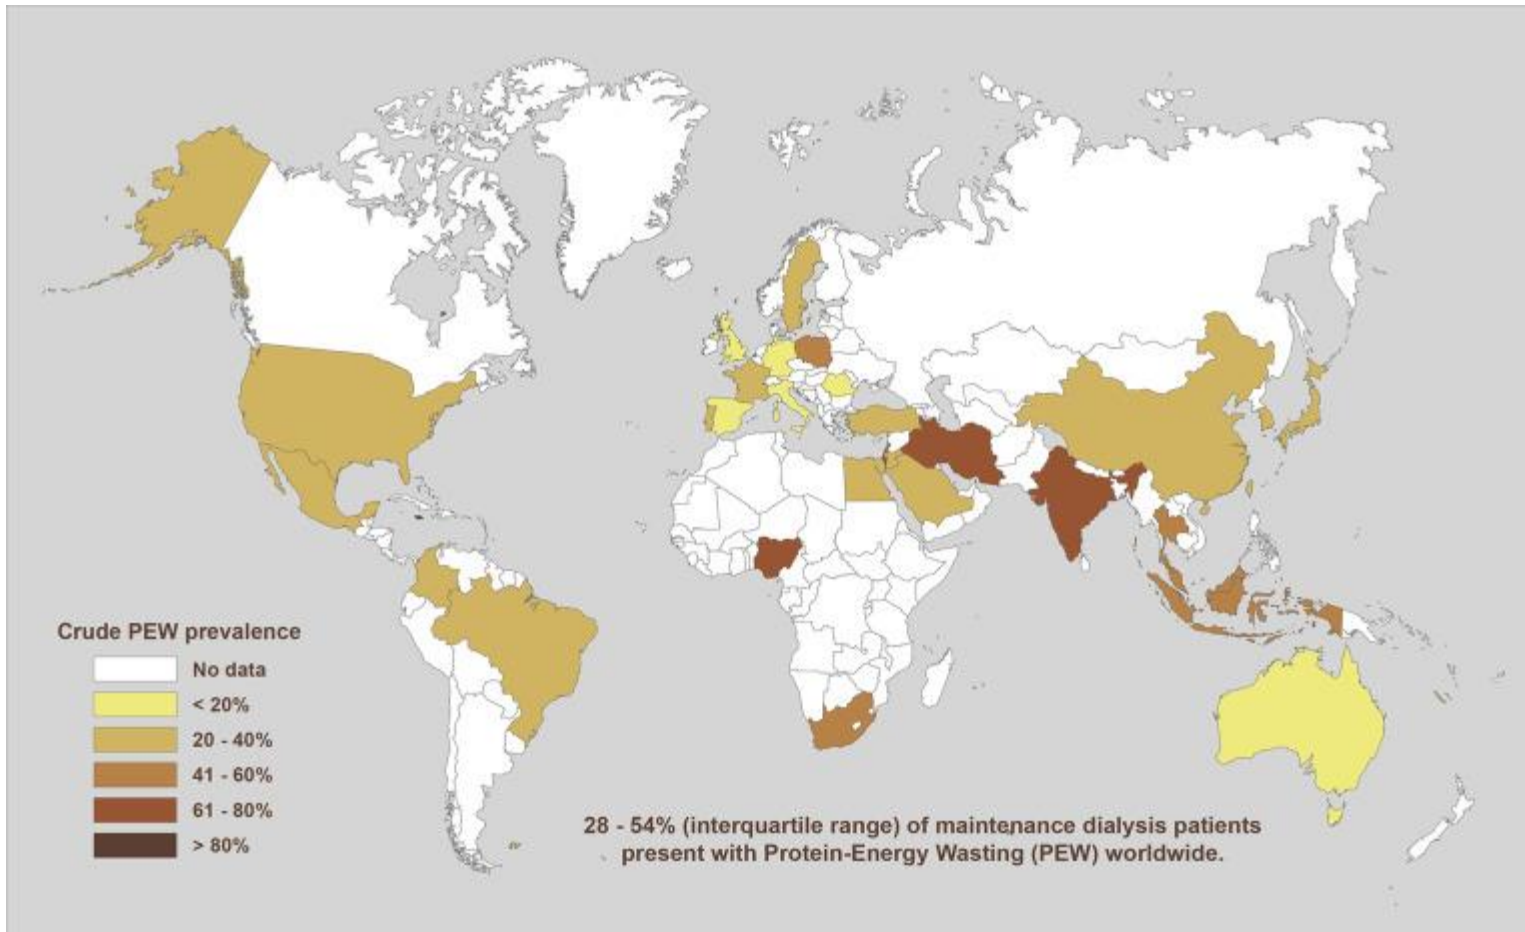 Crude PEW prevalence
No data
< 20%
20 - 40%
41 - 60%
61 - 80%
> 80%
28 - 54% (interquartile range) of maintenance dialysis patients
present with Protein-Energy Wasting (PEW) worldwide.